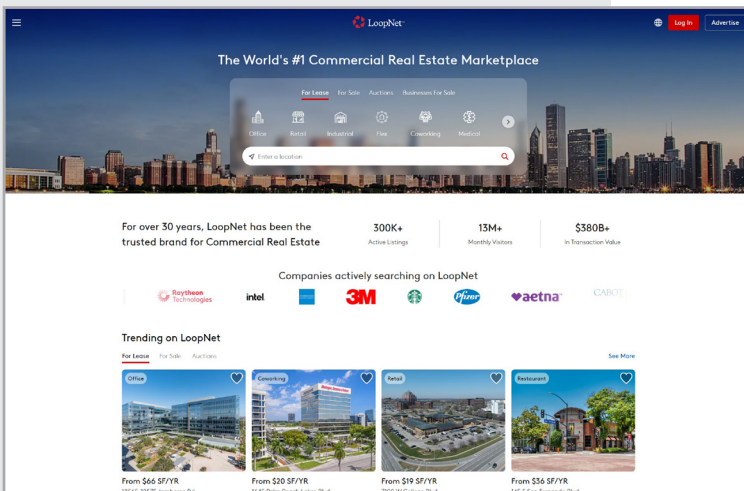 LoopNet
Log In
Advertise
The World's #1 Commercial Real Estate Marketplace
For Lease For Sale Auctions Businesses For Sale
Office Retail Industrial Flex Coworking Medical
Enter a location
For over 30 years, LoopNet has been the
trusted brand for Commercial Real Estate
300K+
Active Listings
13M+
Monthly Visitors
$380B+
In Transaction Value
Companies actively searching on LoopNet
Raytheon
Technologies
intel
3M
Pfizer
aetna
CABOT
Trending on LoopNet
For Lease For Sale Auctions
See More
Office
Coworking
Retail
Restaurant
From $66 SF/YR
From $20 SF/YR
From $19 SF/YR
From $36 SF/YR